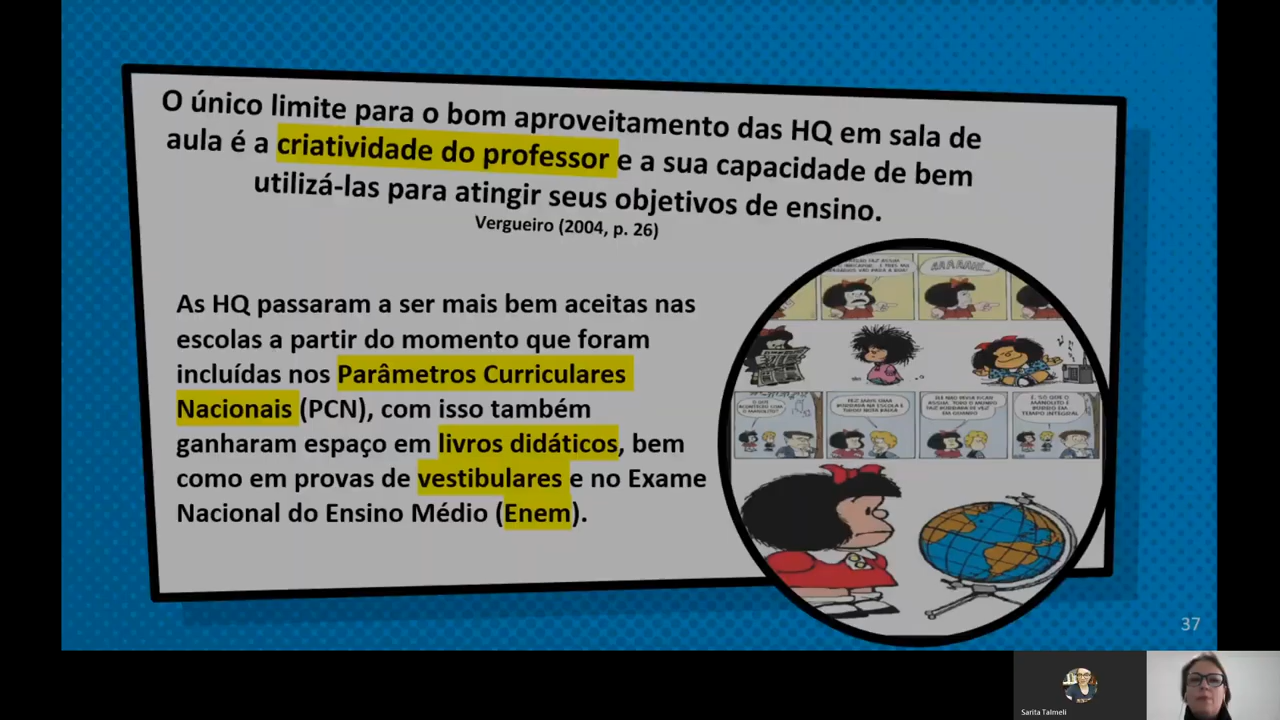 O único limite para o bom aproveitamento das HQ em sala de
aula é a criatividade do professor e a sua capacidade de bem
utilizá-las para atingir seus objetivos de ensino.
Vergueiro (2004, p. 26)
As HQ passaram a ser mais bem aceitas nas
escolas a partir do momento que foram
incluídas nos Parâmetros Curriculares
Nacionais (PCN), com isso também
ganharam espaço em livros didáticos, bem
como em provas de vestibulares e no Exame
Nacional do Ensino Médio (Enem).
37
Sarita Talmeli